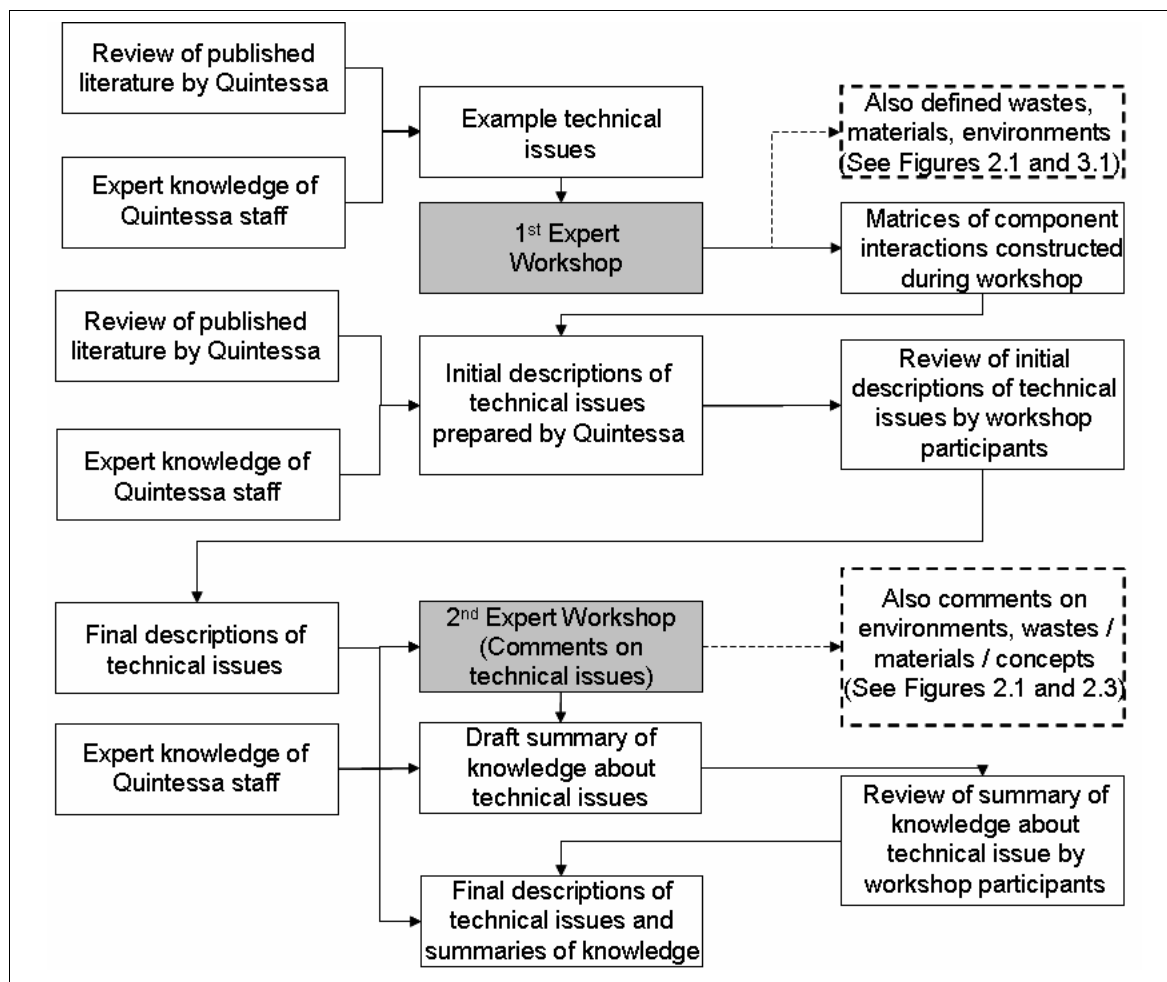 Review of published
literature by Quintessa
Example technical
issues
Also defined wastes,
materials, environments
(See Figures 2.1 and 3.1)
Expert knowledge of
Quintessa staff
1st Expert
Workshop
Matrices of component
interactions constructed
during workshop
Review of published
literature by Quintessa
Initial descriptions of
technical issues
prepared by Quintessa
Review of initial
descriptions of technical
issues by workshop
participants
Expert knowledge of
Quintessa staff
Final descriptions of
technical issues
2nd Expert Workshop
(Comments on
technical issues)
Also comments on
environments, wastes /
materials / concepts
(See Figures 2.1 and 2.3)
Expert knowledge of
Quintessa staff
Draft summary of
knowledge about
technical issues
Review of summary of
knowledge about
technical issue by
workshop participants
Final descriptions of
technical issues and
summaries of knowledge